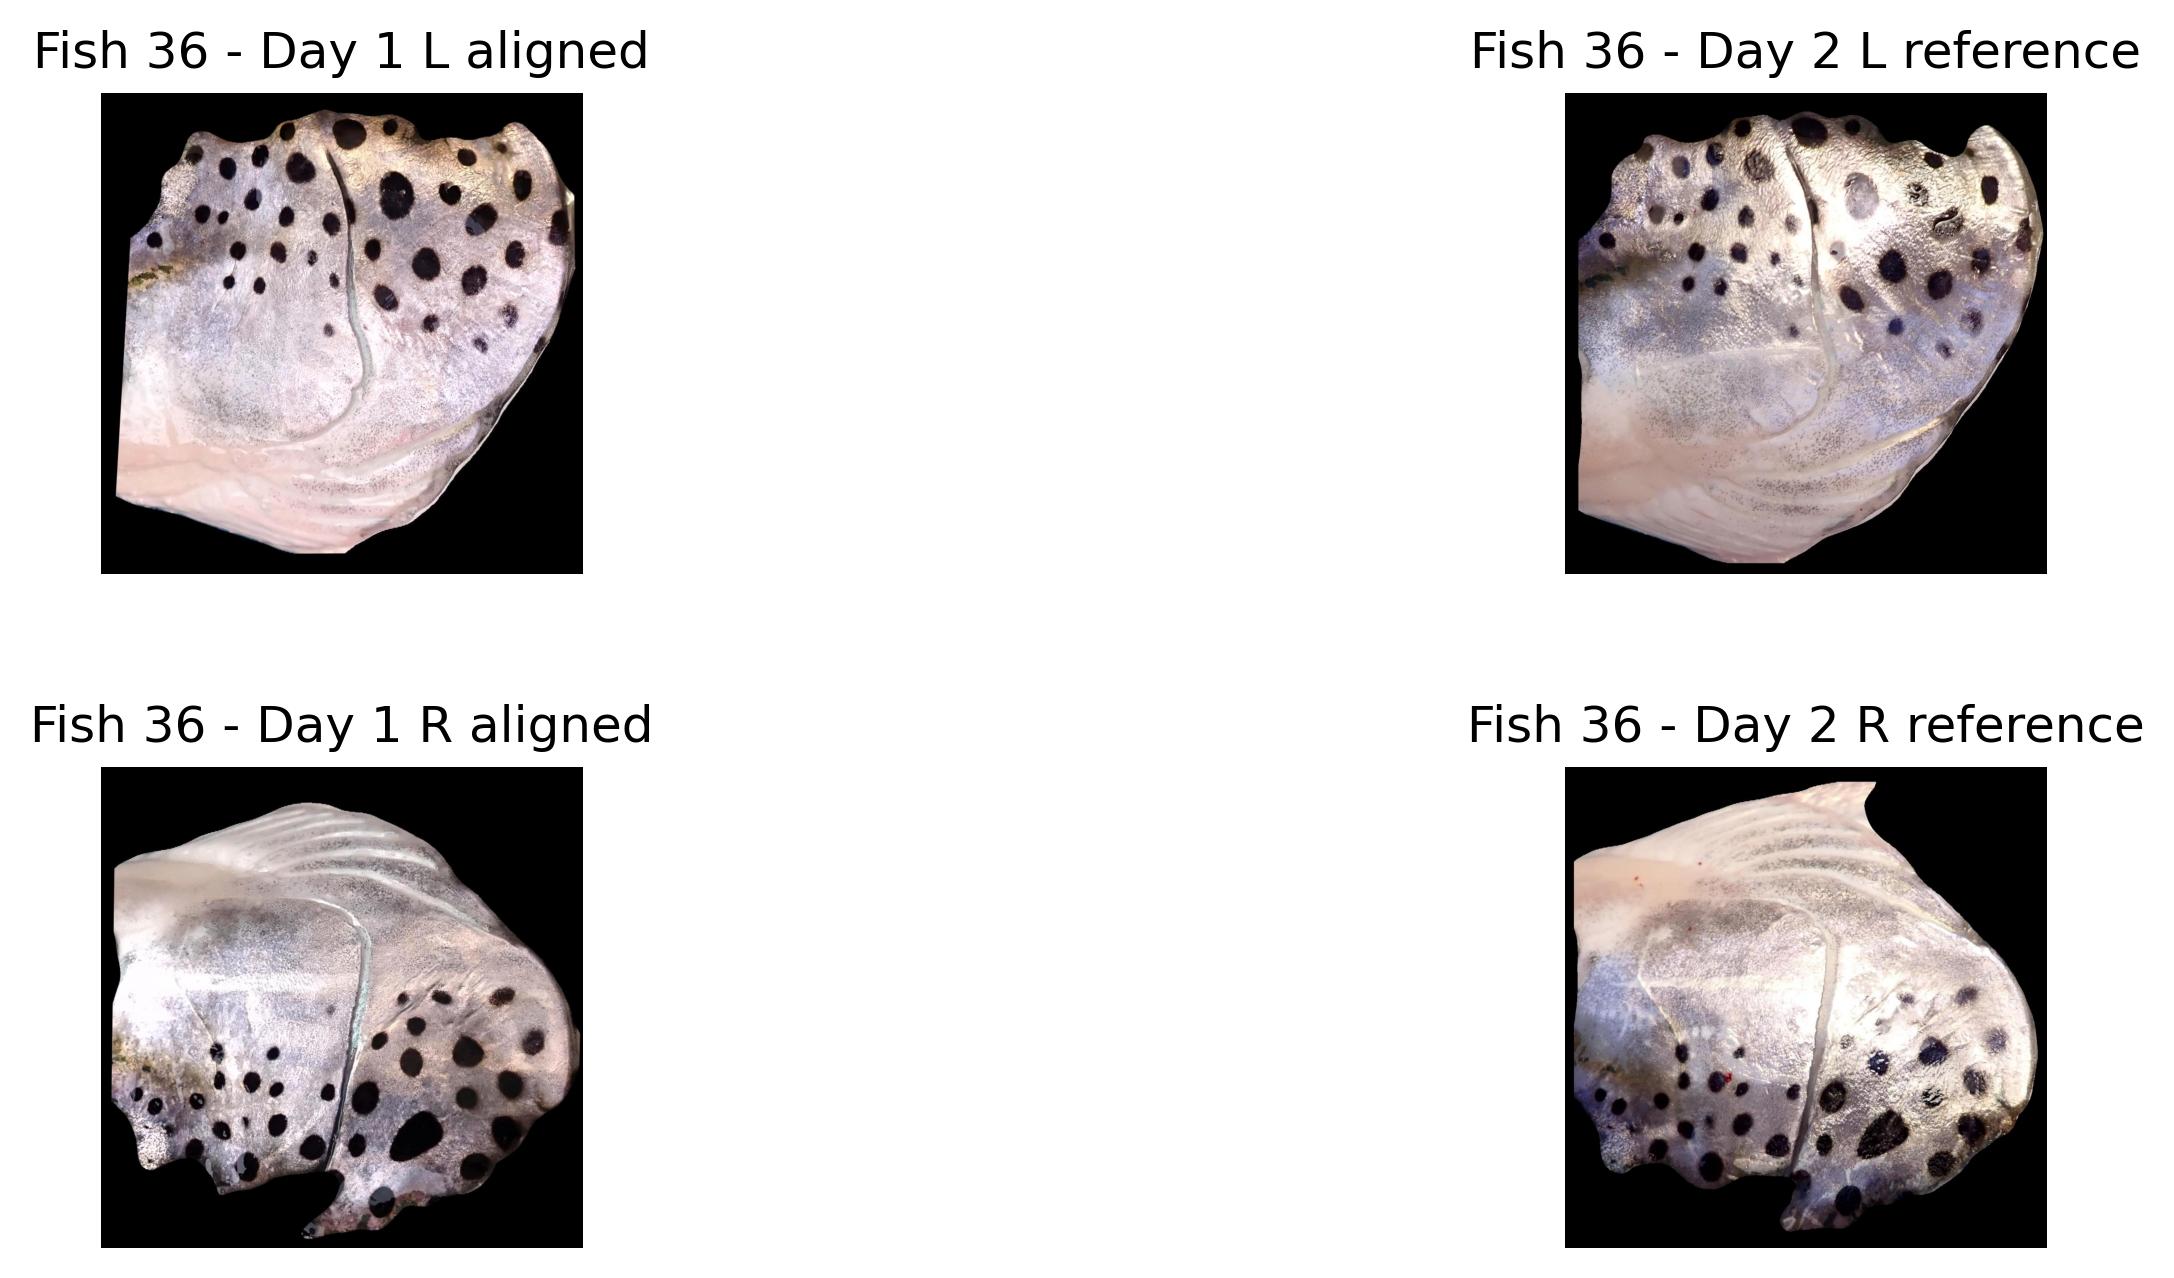 Fish 36 - Day 1 L aligned
Fish 36 - Day 2 L reference
Fish 36 - Day 1 R aligned
Fish 36 - Day 2 R reference